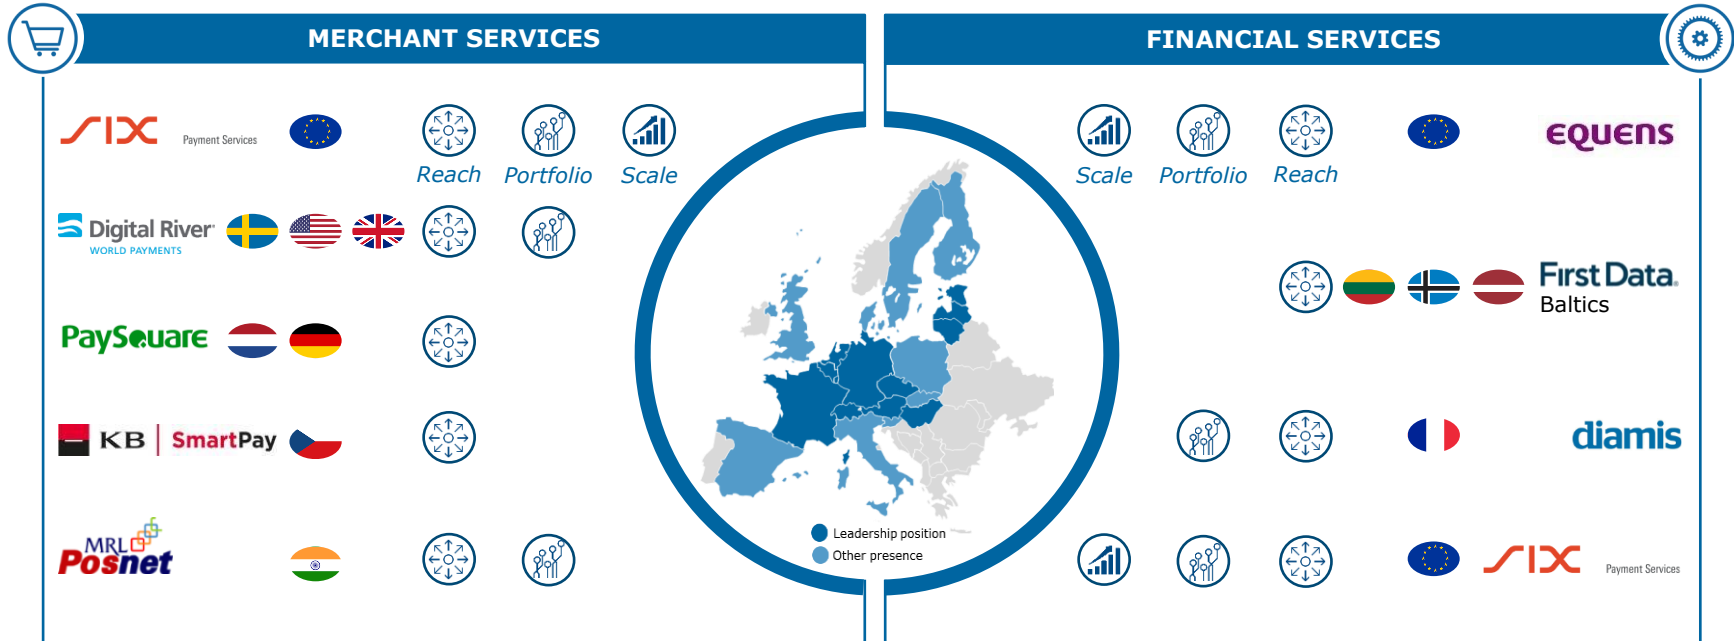 MERCHANT SERVICES
SIX Payment Services
Reach Portfolio Scale
Digital River
WORLD PAYMENTS
PaySquare
KB SmartPay
MRL
Posnet
Leadership position
Other presence
FINANCIAL SERVICES
Scale Portfolio Reach
eQUENS
First Data.
Baltics
diamis
SIX Payment Services